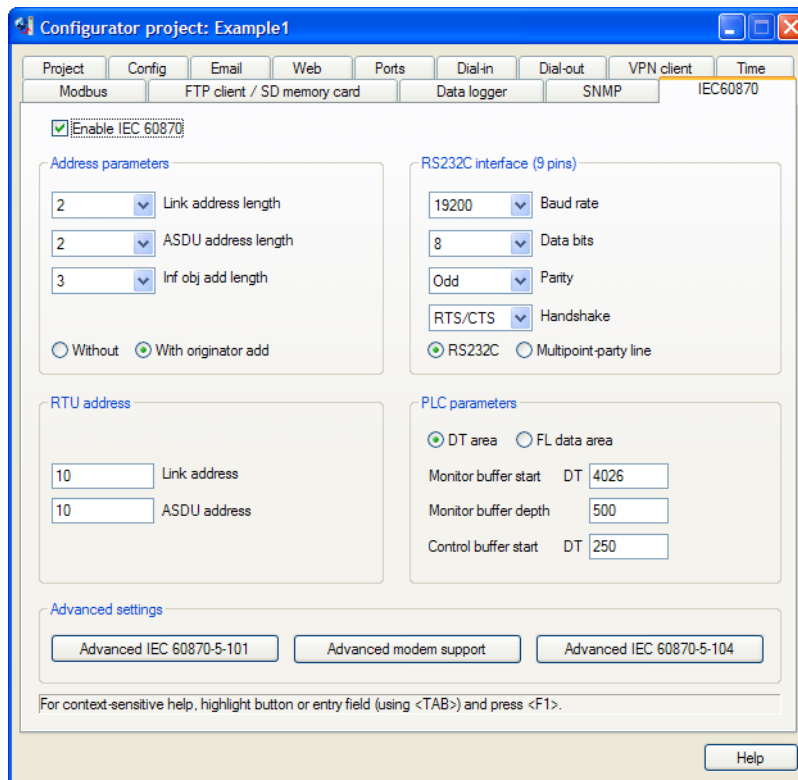 Configurator project: Example1
Project Config Email Web Ports Dial-in Dial-out VPN client Time
Modbus FTP client / SD memory card Data logger SNMP IEC60870
Enable IEC 60870
Address parameters
2 Link address length
2 ASDU address length
3 Inf obj add length
Without With originator add
RS232C interface (9 pins)
19200 Baud rate
8 Data bits
Odd Parity
RTS/CTS Handshake
RS232C Multipoint-party line
RTU address
10 Link address
10 ASDU address
PLC parameters
DT area FL data area
Monitor buffer start DT 4026
Monitor buffer depth 500
Control buffer start DT 250
Advanced settings
Advanced IEC 60870-5-101 Advanced modem support Advanced IEC 60870-5-104
For context-sensitive help, highlight button or entry field (using <TAB>) and press <F1>.
Help